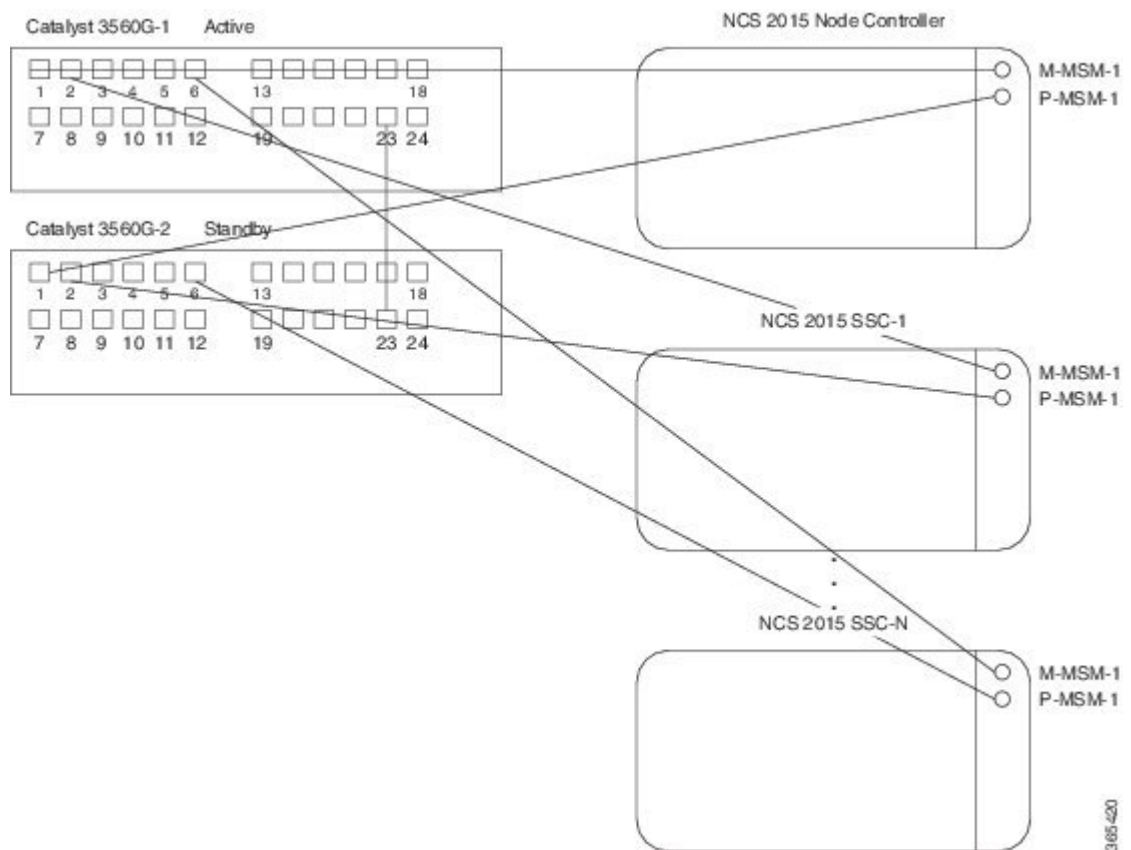 Catalyst 3560G-1 Active
1 2 3 4 5 6 13 18
7 8 9 10 11 12 19 23 24
Catalyst 3560G-2 Standby
1 2 3 4 5 6 13 18
7 8 9 10 11 12 19 23 24
NCS 2015 Node Controller
M-MSM-1
P-MSM-1
NCS 2015 SSC-1
M-MSM-1
P-MSM-1
NCS 2015 SSC-N
M-MSM-1
P-MSM-1
365420